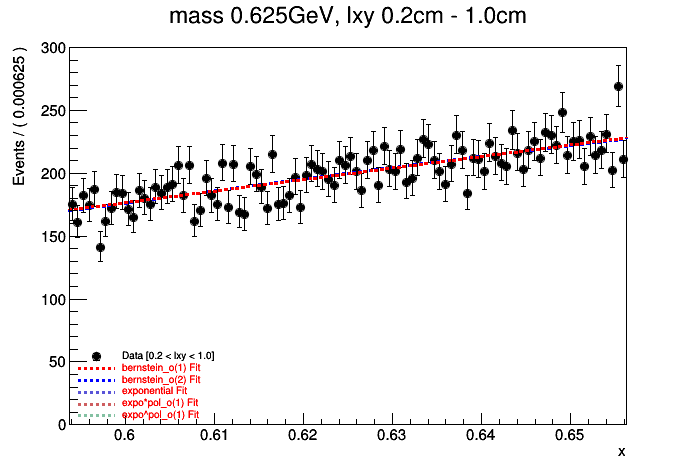 mass 0.625GeV, lxy 0.2cm - 1.0cm
Events / ( 0.000625 )
300
250
200
150
100
50
0
Data [0.2 < lxy < 1.0]
bernstein_o(1) Fit
bernstein_o(2) Fit
exponential Fit
expo*pol_o(1) Fit
expo^pol_o(1) Fit
0.6 0.61 0.62 0.63 0.64 0.65
x